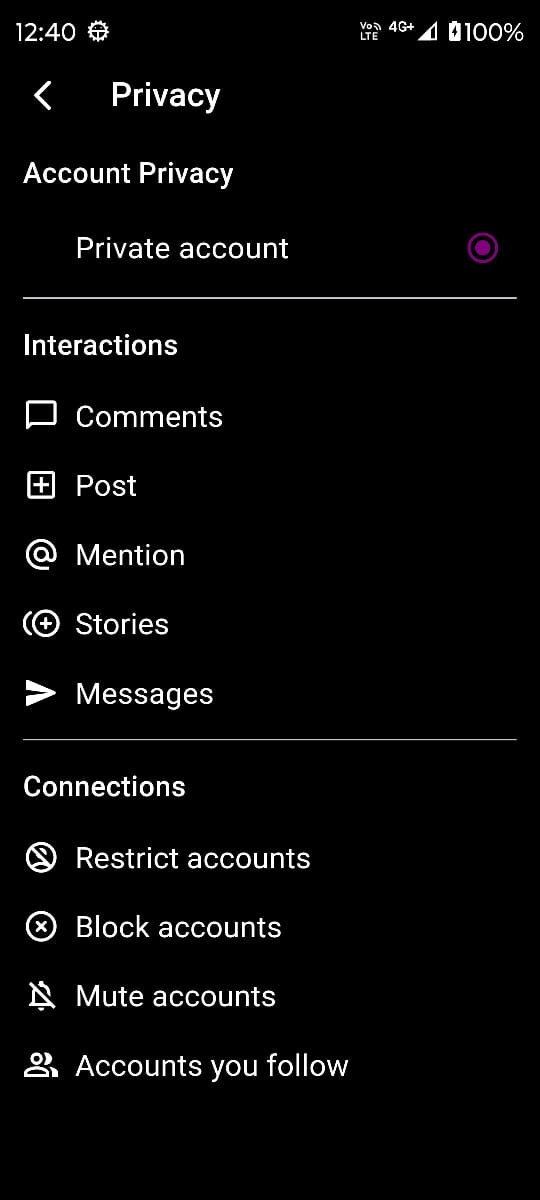 12:40 Vo LTE 4G+ 100%
Privacy
Account Privacy
Private account
Interactions
Comments
Post
Mention
Stories
Messages
Connections
Restrict accounts
Block accounts
Mute accounts
Accounts you follow